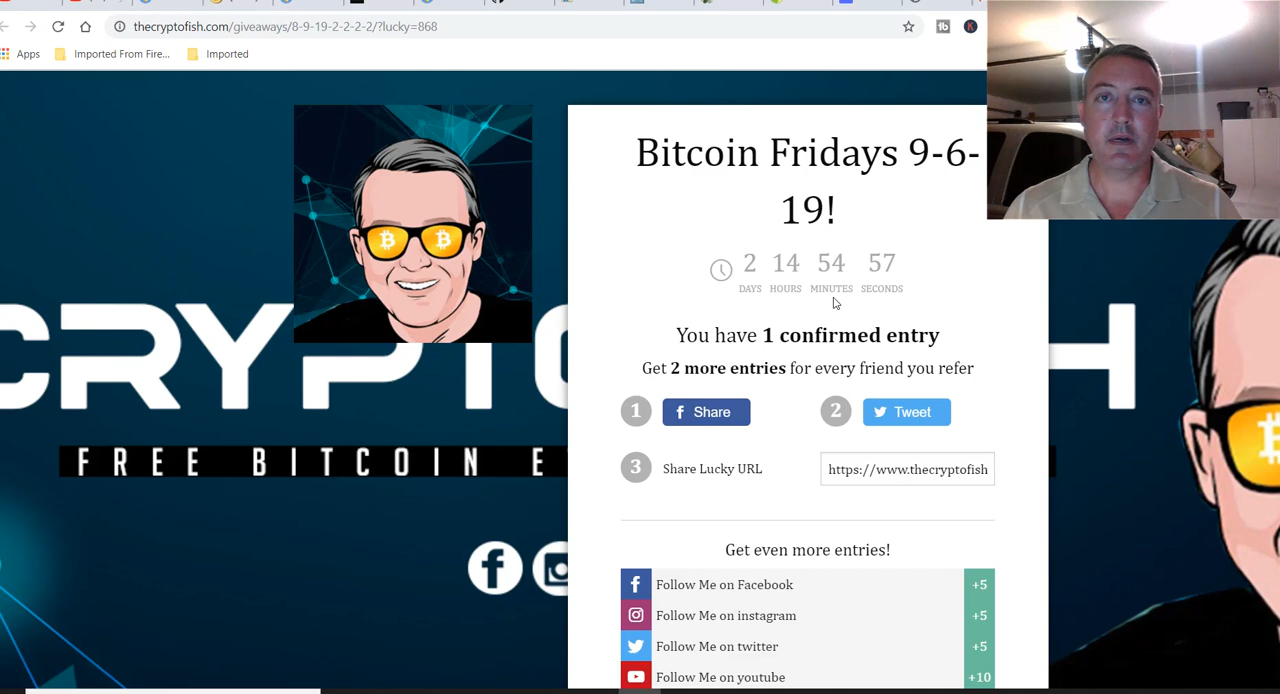 thecryptofish.com/giveaways/8-9-19-2-2-2-2/?lucky=868
Apps
Imported From Fire...
Imported
Bitcoin Fridays 9-6-
19!
2 14 54 57
DAYS HOURS MINUTES SECONDS
You have 1 confirmed entry
Get 2 more entries for every friend you refer
1 f Share 2 Tweet
3 Share Lucky URL https://www.thecryptofish
CRYPTO H
FREE BITCOIN E
Get even more entries!
Follow Me on Facebook +5
Follow Me on instagram +5
Follow Me on twitter +5
Follow Me on youtube +10